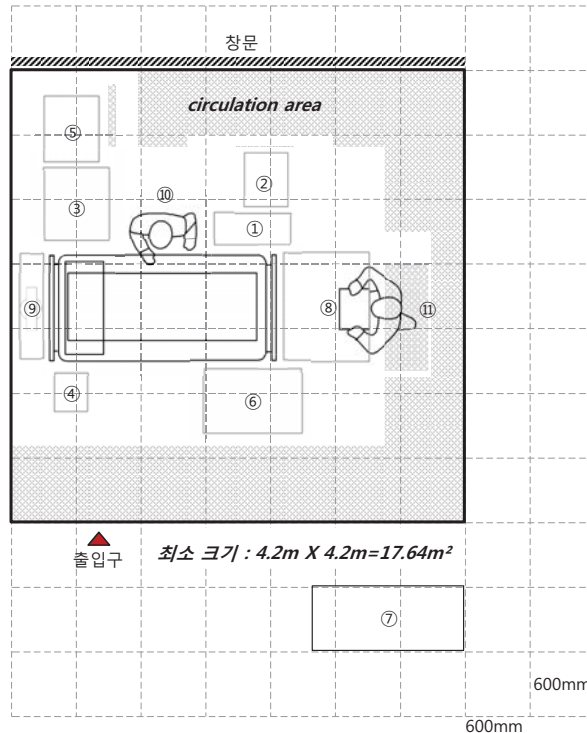 창문
circulation area
⑤
②
③
⑩
①
⑨
⑧
⑪
④
⑥
출입구
최소 크기 : 4.2m X 4.2m=17.64m²
⑦
600mm
600mm